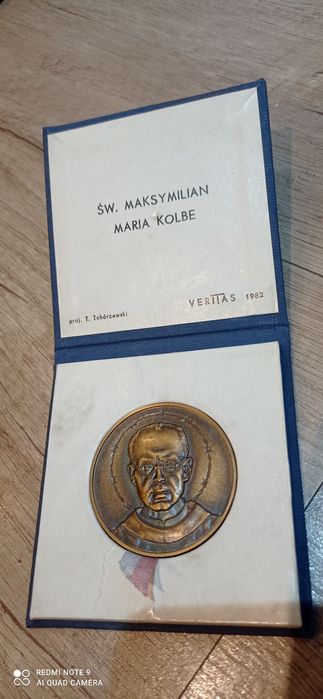 ŚW. MAKSYMILIAN
MARIA KOLBE
proj. T. Tchórzewski
VERITAS 1982
REDMI NOTE 9
AI QUAD CAMERA